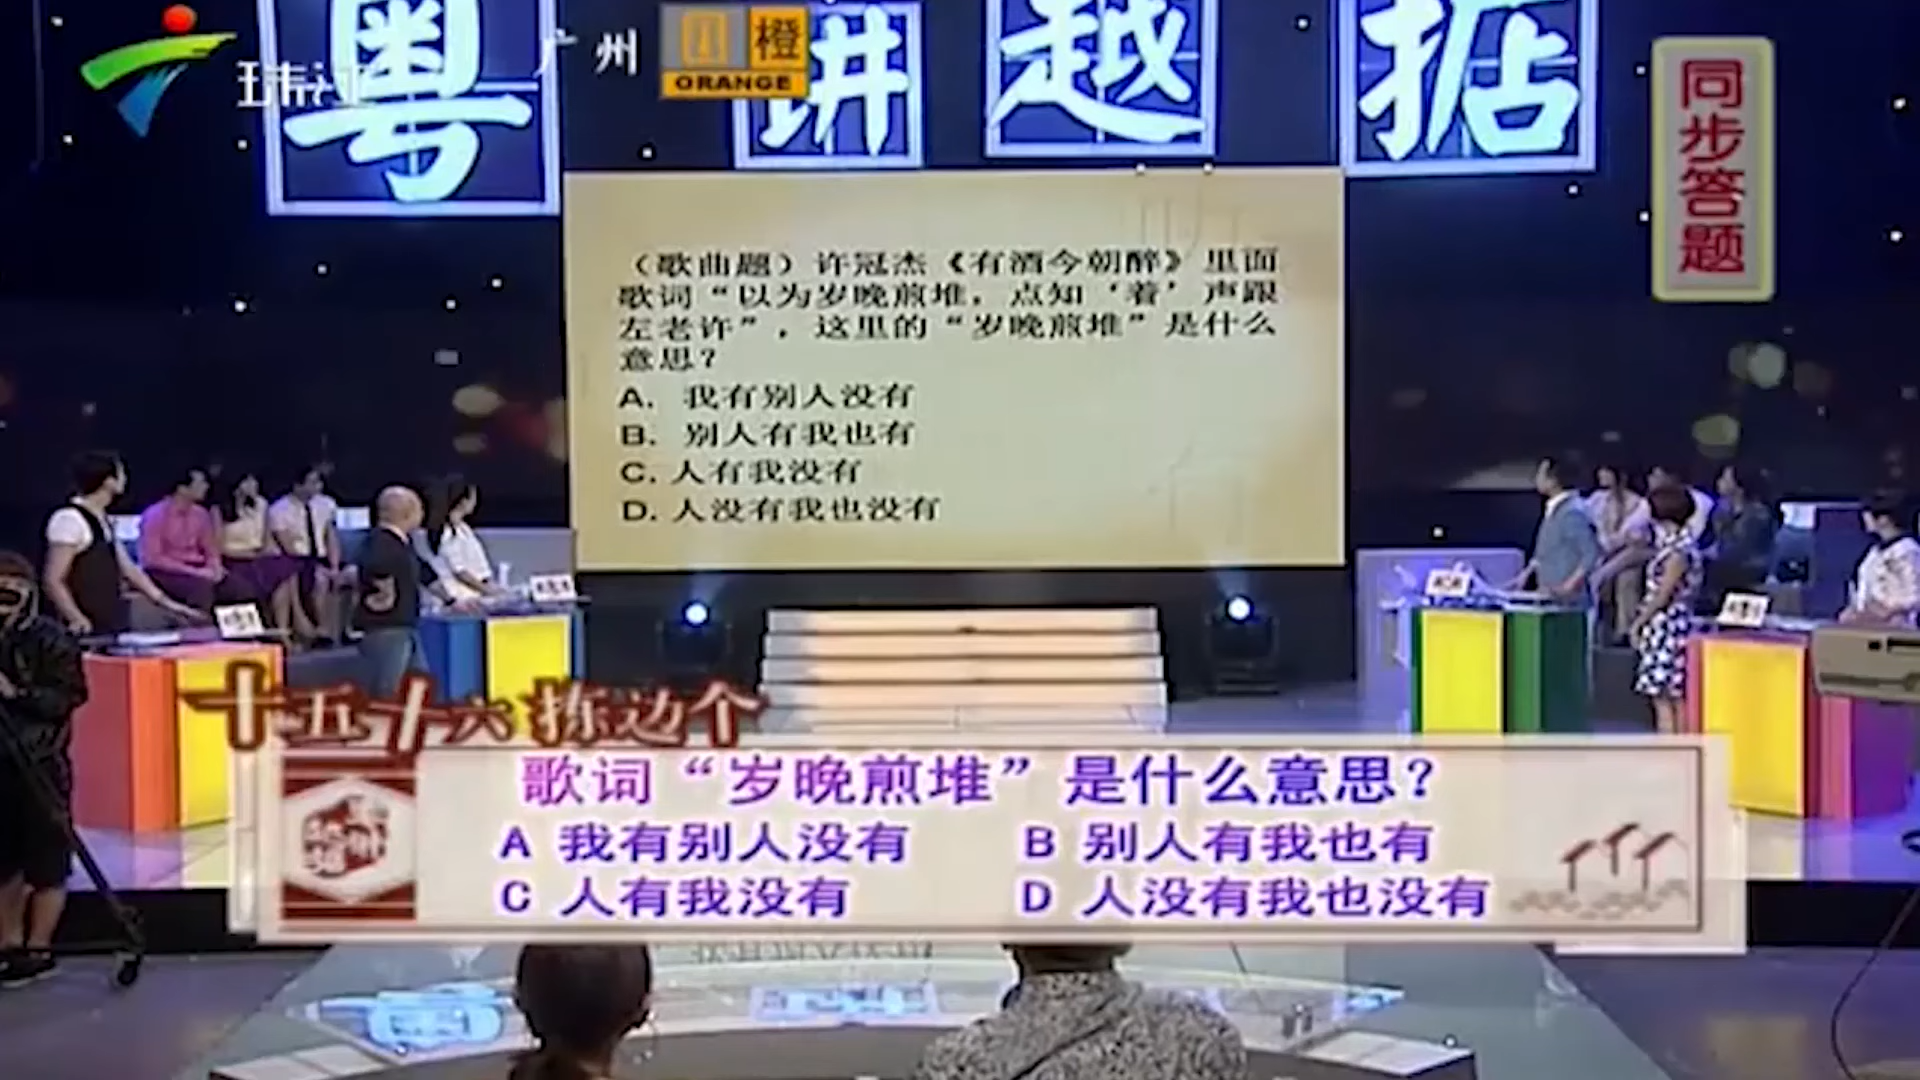 粤讲越掂
珠江
广州
橙
ORANGE
同步答题
(歌曲题)许冠杰《有酒今朝醉》里面
歌词“以为岁晚煎堆,点知‘着’声跟
左老许”,这里的“岁晚煎堆”是什么
意思?
A. 我有别人没有
B. 别人有我也有
C. 人有我没有
D. 人没有我也没有
十五十六拣边个
歌词“岁晚煎堆”是什么意思?
A 我有别人没有
B 别人有我也有
C 人有我没有
D 人没有我也没有